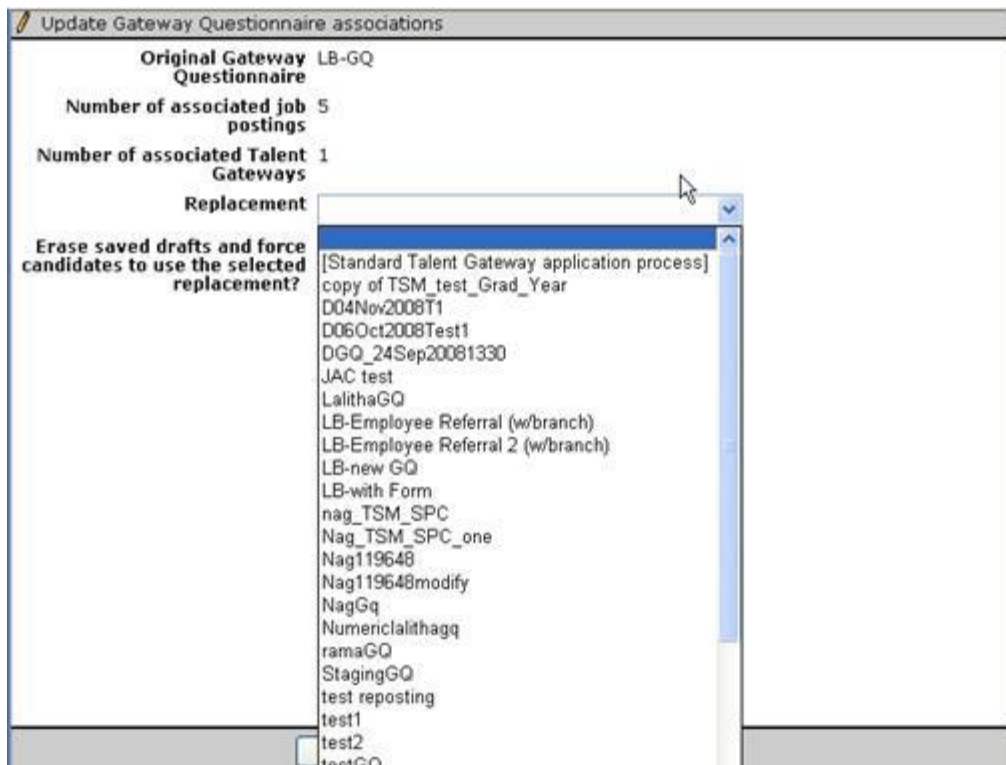 Update Gateway Questionnaire associations
Original Gateway LB-GQ
Questionnaire
Number of associated job 5
postings
Number of associated Talent 1
Gateways
Replacement
Erase saved drafts and force
candidates to use the selected
replacement?
[Standard Talent Gateway application process]
copy of TSM_test_Grad_Year
D04Nov2008T1
D06Oct2008Test1
DGQ_24Sep20081330
JAC test
LalithaGQ
LB-Employee Referral (w/branch)
LB-Employee Referral 2 (w/branch)
LB-new GQ
LB-with Form
nag_TSM_SPC
Nag_TSM_SPC_one
Nag119648
Nag119648modify
NagGq
Numericlalithagq
ramaGQ
StagingGQ
test reposting
test1
test2
testGQ